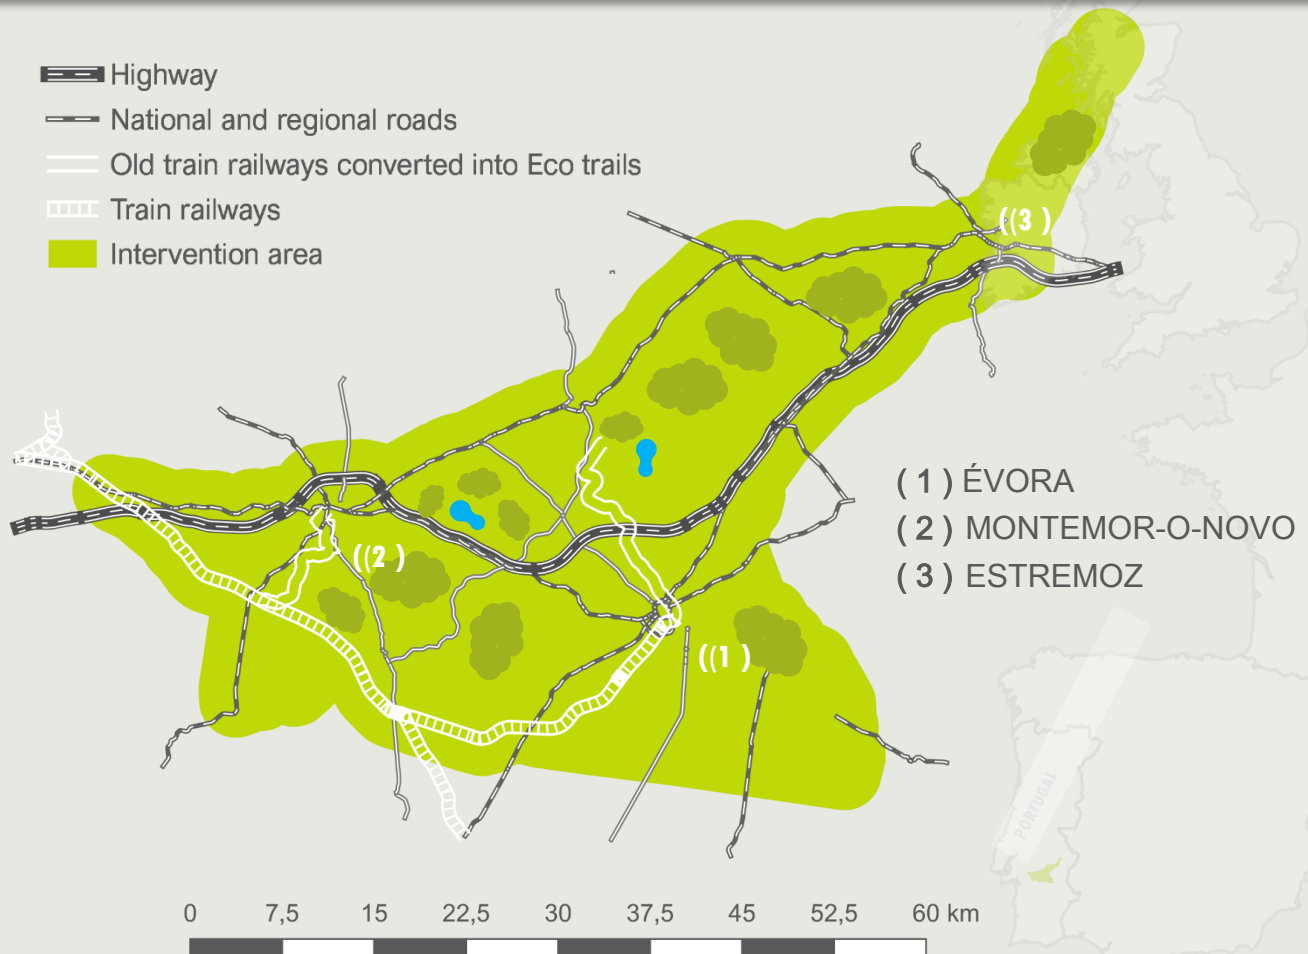 Highway
National and regional roads
Old train railways converted into Eco trails
Train railways
Intervention area
((3 )
((2 )
((1 )
( 1 ) ÉVORA
( 2 ) MONTEMOR-O-NOVO
( 3 ) ESTREMOZ
PORTUGAL
0 7,5 15 22,5 30 37,5 45 52,5 60 km